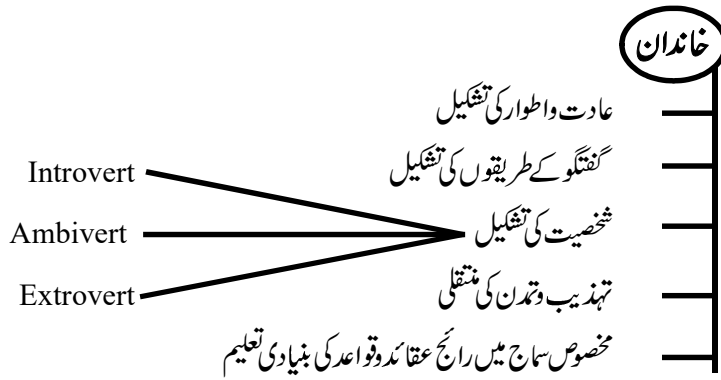 خاندان
عادت واطوار کی تشکیل
گفتگو کے طریقوں کی تشکیل
شخصیت کی تشکیل
Introvert
Ambivert
Extrovert
تہذیب وتمدن کی منتقلی
مخصوص سماج میں رائج عقائد وقواعد کی بنیادی تعلیم